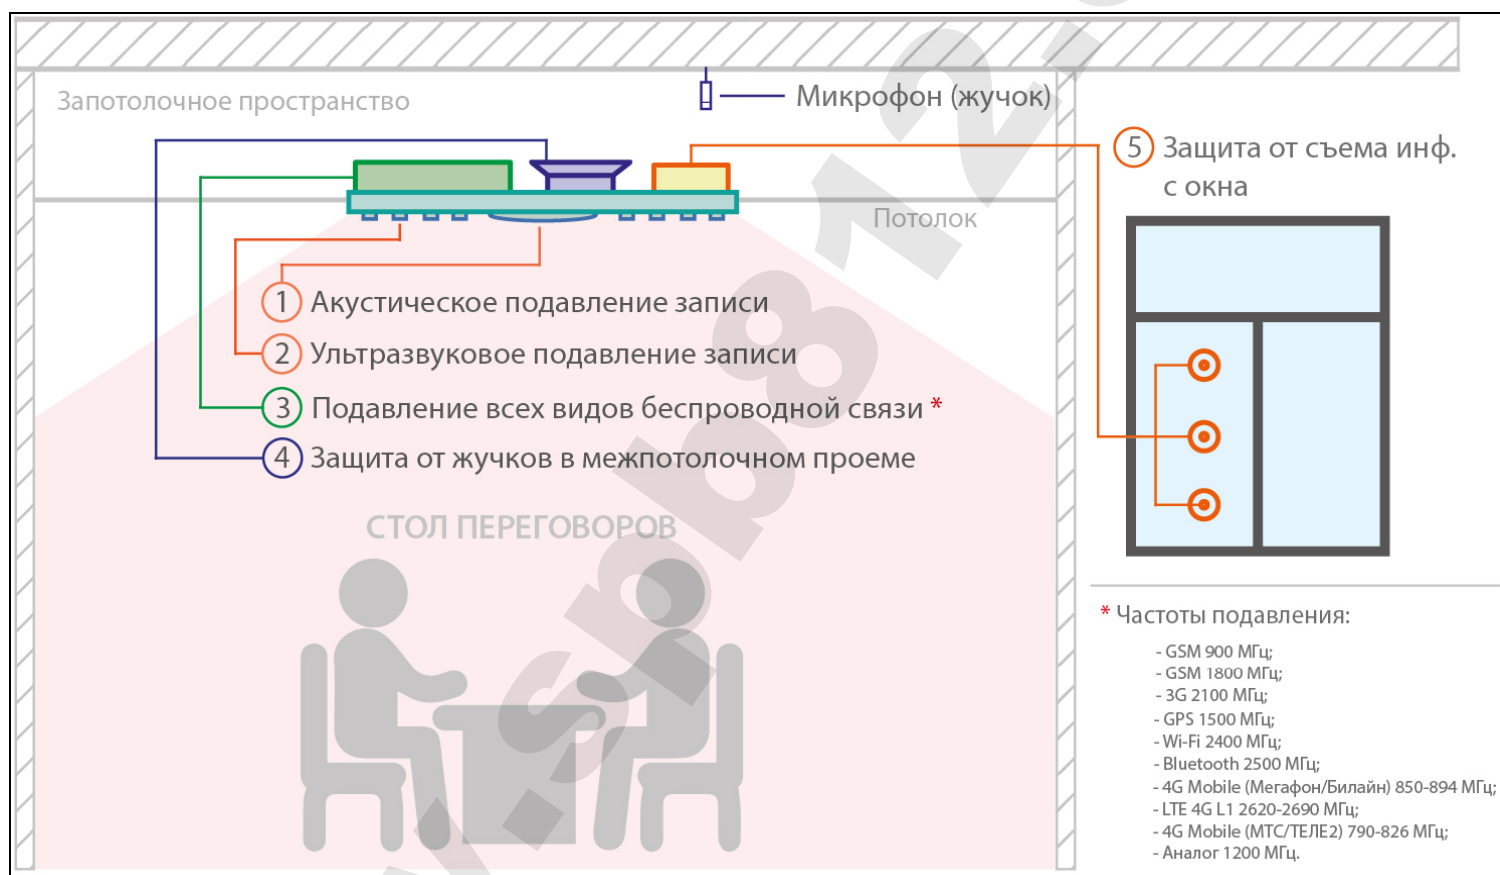 Запотолочное пространство
Микрофон (жучок)
5 Защита от съема инф.
с окна
Потолок
1 Акустическое подавление записи
2 Ультразвуковое подавление записи
3 Подавление всех видов беспроводной связи *
4 Защита от жучков в межпотолочном проеме
СТОЛ ПЕРЕГОВОРОВ
* Частоты подавления:
- GSM 900 МГц;
- GSM 1800 МГц;
- 3G 2100 МГц;
- GPS 1500 МГц;
- Wi-Fi 2400 МГц;
- Bluetooth 2500 МГц;
- 4G Mobile (Мегафон/Билайн) 850-894 МГц;
- LTE 4G L1 2620-2690 МГц;
- 4G Mobile (МТС/ТЕЛЕ2) 790-826 МГц;
- Аналог 1200 МГц.
.spb812.